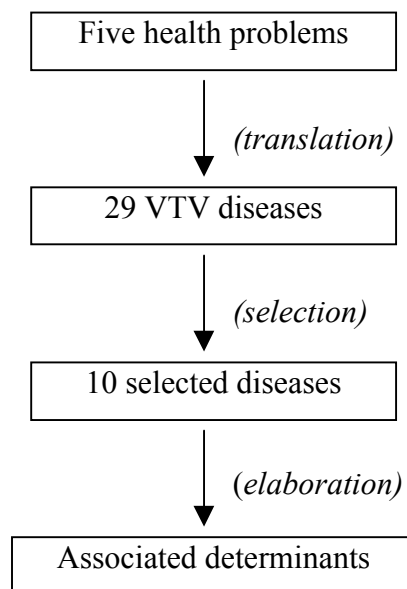 Five health problems
(translation)
29 VTV diseases
(selection)
10 selected diseases
(elaboration)
Associated determinants